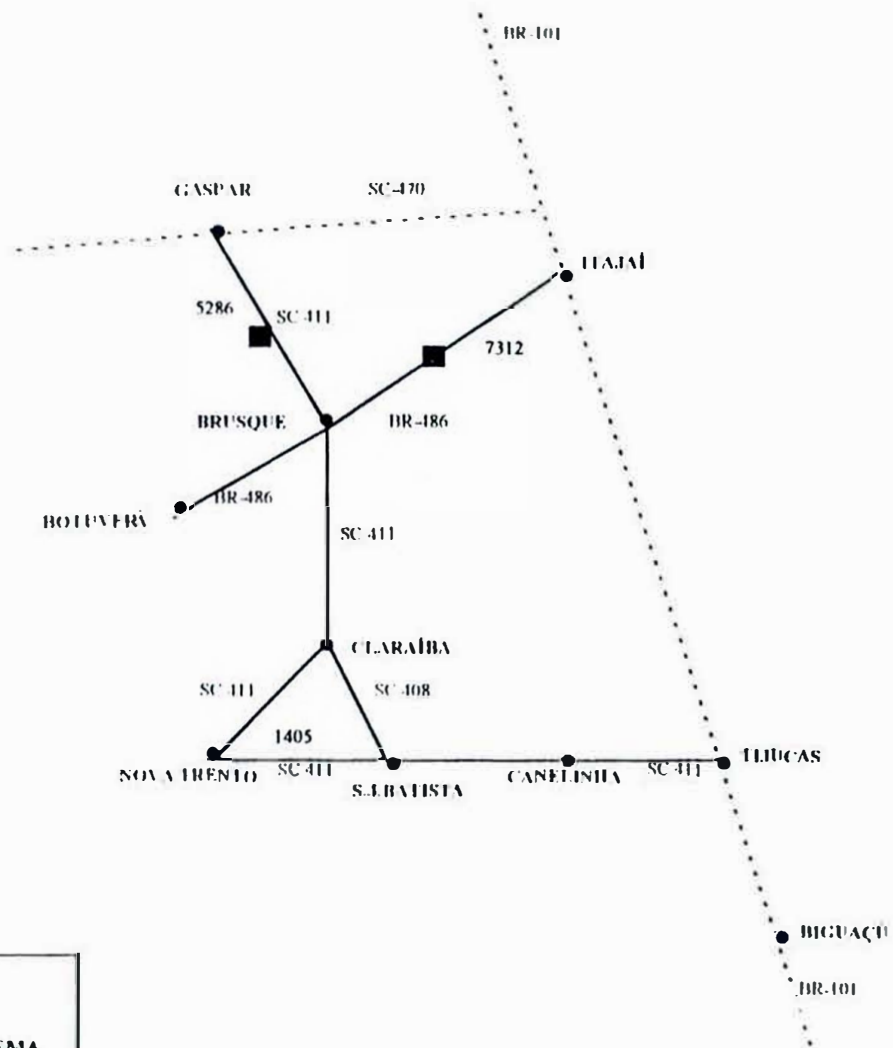 BR-101
GASPAR
SC-470
ITAJAÍ
5286
SC-411
7312
BRUSQUE
BR-486
BR-486
BOTUVERÁ
SC-411
CLARAÍBA
SC-411
SC-408
1405
NOVA TRENTO
SC-411
S.J.BATISTA
CANELINHA
SC-411
TIJUCAS
BIGUAÇU
BR-101